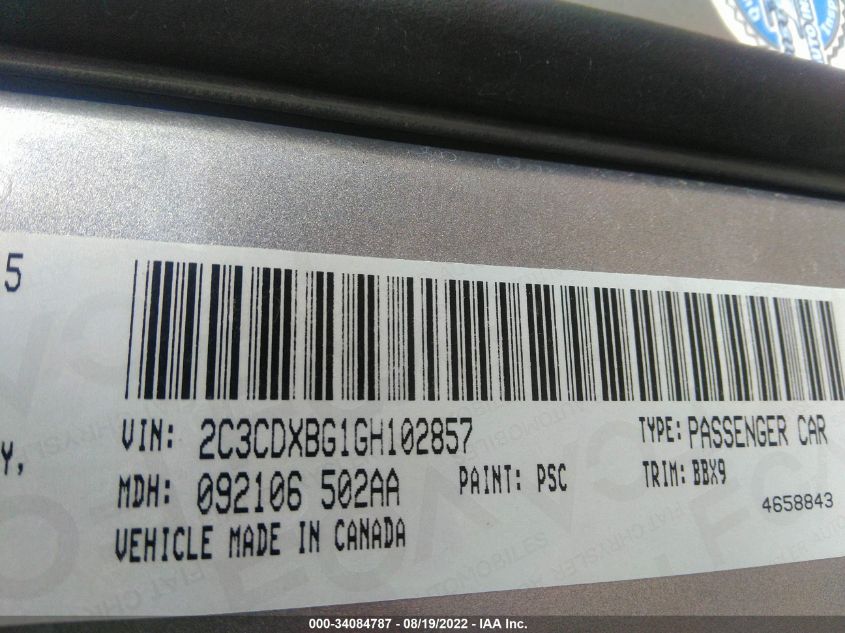 5
VIN: 2C3CDXBG1GH102857
TYPE: PASSENGER CAR
Y,
MDH: 092106 502AA
PAINT: PSC
TRIM: BBX9
4658843
VEHICLE MADE IN CANADA
000-34084787 - 08/19/2022 - IAA Inc.